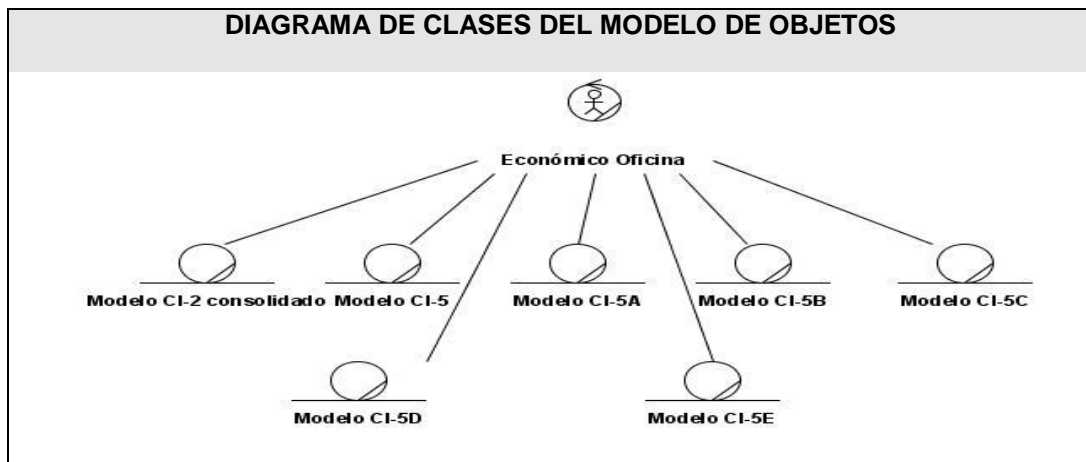 DIAGRAMA DE CLASES DEL MODELO DE OBJETOS
Económico Oficina
Modelo CI-2 consolidado
Modelo CI-5
Modelo CI-5A
Modelo CI-5B
Modelo CI-5C
Modelo CI-5D
Modelo CI-5E